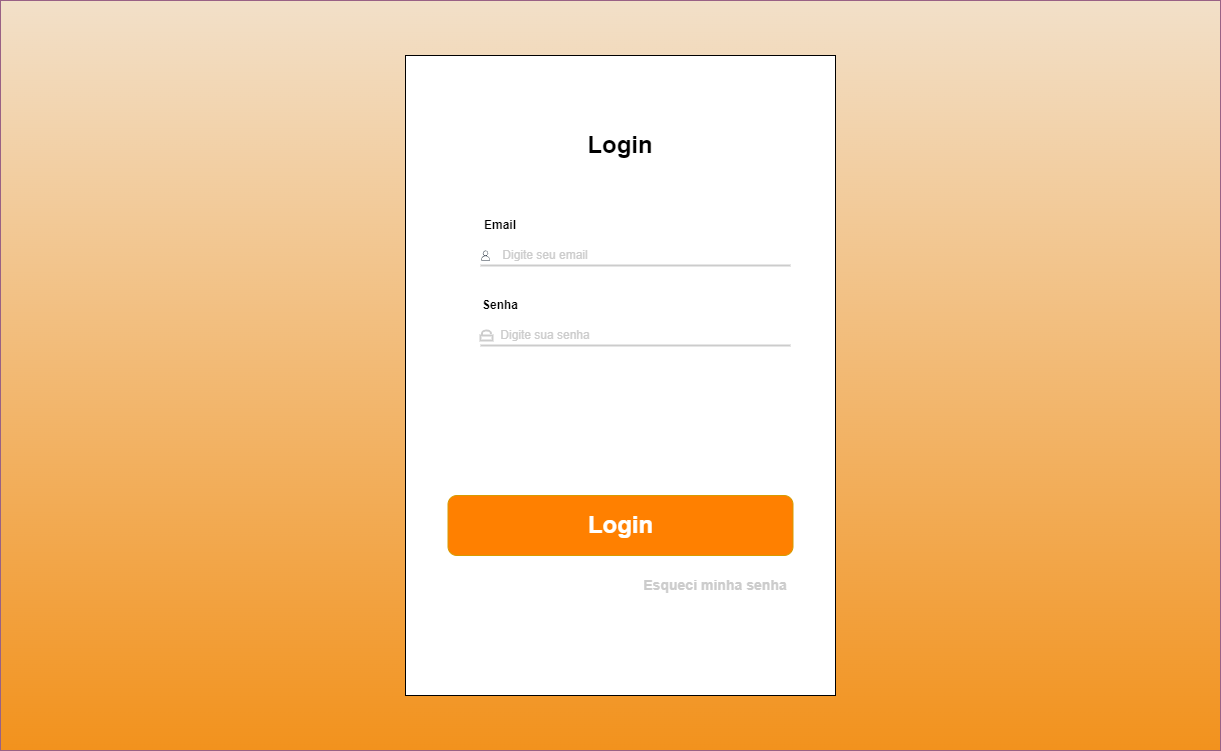 Login
Email
Digite seu email
Senha
Digite sua senha
Login
Esqueci minha senha